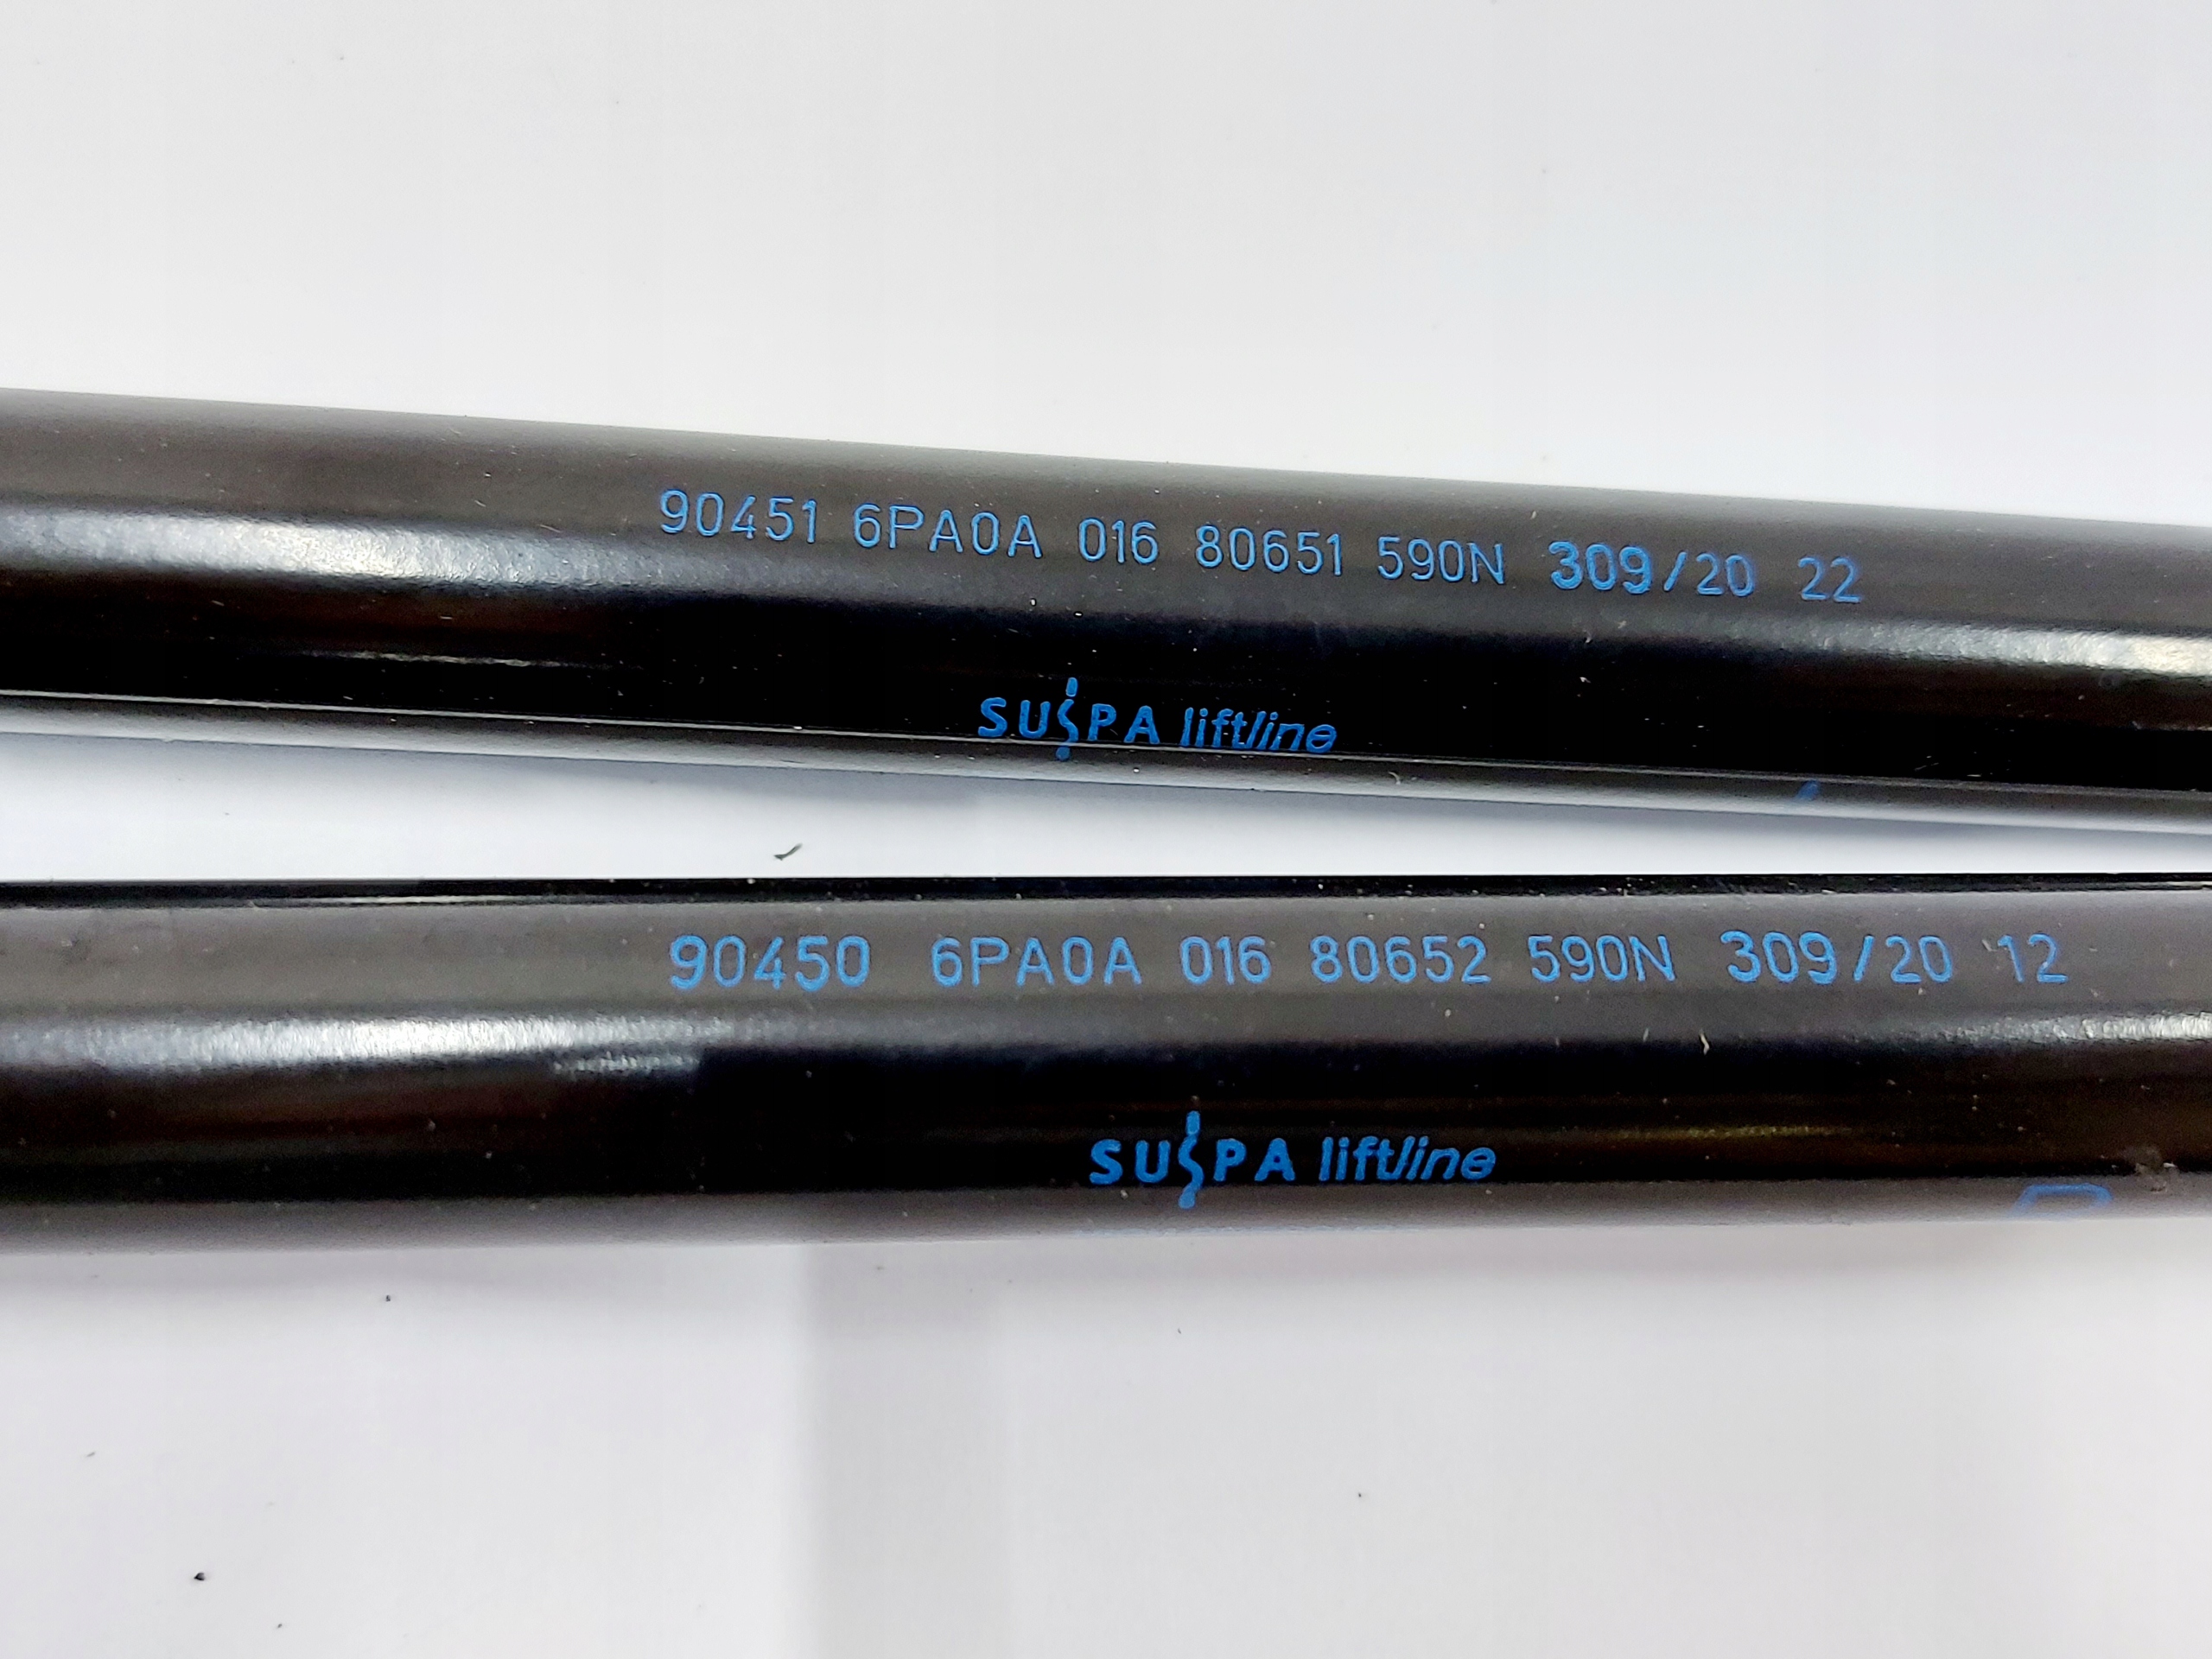 90451 6PA0A 016 80651 590N 309/20 22
SUSPA liftline
90450 6PA0A 016 80652 590N 309/20 12
SUSPA liftline